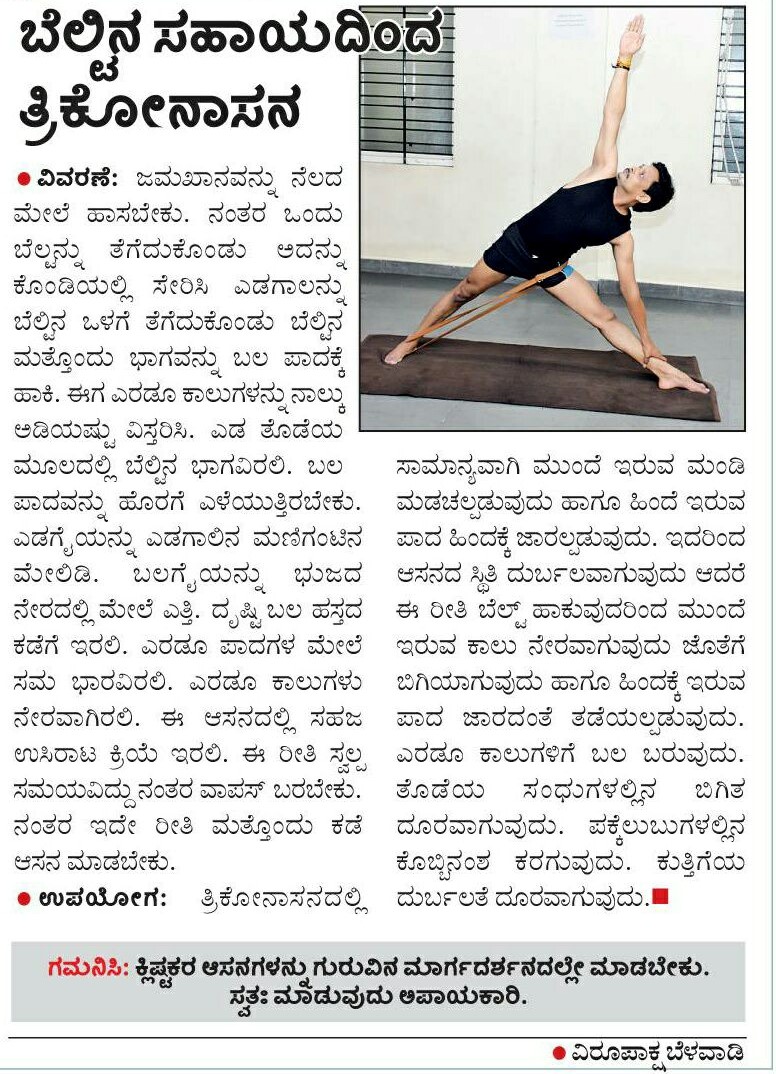 ಬೆಲ್ಟಿನ ಸಹಾಯದಿಂದ
ತ್ರಿಕೋನಾಸನ
● ವಿವರಣೆ: ಜಮಖಾನವನ್ನು ನೆಲದ
ಮೇಲೆ ಹಾಸಬೇಕು. ನಂತರ ಒಂದು
ಬೆಲ್ಟನ್ನು ತೆಗೆದುಕೊಂಡು ಅದನ್ನು
ಕೊಂಡಿಯಲ್ಲಿ ಸೇರಿಸಿ ಎಡಗಾಲನ್ನು
ಬೆಲ್ಟಿನ ಒಳಗೆ ತೆಗೆದುಕೊಂಡು ಬೆಲ್ಟಿನ
ಮತ್ತೊಂದು ಭಾಗವನ್ನು ಬಲ ಪಾದಕ್ಕೆ
ಹಾಕಿ. ಈಗ ಎರಡೂ ಕಾಲುಗಳನ್ನು ನಾಲ್ಕು
ಅಡಿಯಷ್ಟು ವಿಸ್ತರಿಸಿ. ಎಡ ತೊಡೆಯ
ಮೂಲದಲ್ಲಿ ಬೆಲ್ಟಿನ ಭಾಗವಿರಲಿ. ಬಲ
ಪಾದವನ್ನು ಹೊರಗೆ ಎಳೆಯುತ್ತಿರಬೇಕು.
ಎಡಗೈಯನ್ನು ಎಡಗಾಲಿನ ಮಣಿಗಂಟಿನ
ಮೇಲಿಡಿ. ಬಲಗೈಯನ್ನು ಭುಜದ
ನೇರದಲ್ಲಿ ಮೇಲೆ ಎತ್ತಿ. ದೃಷ್ಟಿ ಬಲ ಹಸ್ತದ
ಕಡೆಗೆ ಇರಲಿ. ಎರಡೂ ಪಾದಗಳ ಮೇಲೆ
ಸಮ ಭಾರವಿರಲಿ. ಎರಡೂ ಕಾಲುಗಳು
ನೇರವಾಗಿರಲಿ. ಈ ಆಸನದಲ್ಲಿ ಸಹಜ
ಉಸಿರಾಟ ಕ್ರಿಯೆ ಇರಲಿ. ಈ ರೀತಿ ಸ್ವಲ್ಪ
ಸಮಯವಿದ್ದು ನಂತರ ವಾಪಸ್ ಬರಬೇಕು.
ನಂತರ ಇದೇ ರೀತಿ ಮತ್ತೊಂದು ಕಡೆ
ಆಸನ ಮಾಡಬೇಕು.
● ಉಪಯೋಗ: ತ್ರಿಕೋನಾಸನದಲ್ಲಿ
ಸಾಮಾನ್ಯವಾಗಿ ಮುಂದೆ ಇರುವ ಮಂಡಿ
ಮಡಚಲ್ಪಡುವುದು ಹಾಗೂ ಹಿಂದೆ ಇರುವ
ಪಾದ ಹಿಂದಕ್ಕೆ ಜಾರಲ್ಪಡುವುದು. ಇದರಿಂದ
ಆಸನದ ಸ್ಥಿತಿ ದುರ್ಬಲವಾಗುವುದು ಆದರೆ
ಈ ರೀತಿ ಬೆಲ್ಟ್ ಹಾಕುವುದರಿಂದ ಮುಂದೆ
ಇರುವ ಕಾಲು ನೇರವಾಗುವುದು ಜೊತೆಗೆ
ಬಿಗಿಯಾಗುವುದು ಹಾಗೂ ಹಿಂದಕ್ಕೆ ಇರುವ
ಪಾದ ಜಾರದಂತೆ ತಡೆಯಲ್ಪಡುವುದು.
ಎರಡೂ ಕಾಲುಗಳಿಗೆ ಬಲ ಬರುವುದು.
ತೊಡೆಯ ಸಂಧುಗಳಲ್ಲಿನ ಬಿಗಿತ
ದೂರವಾಗುವುದು. ಪಕ್ಕೆಲುಬುಗಳಲ್ಲಿನ
ಕೊಬ್ಬಿನಂಶ ಕರಗುವುದು. ಕುತ್ತಿಗೆಯ
ದುರ್ಬಲತೆ ದೂರವಾಗುವುದು.■
ಗಮನಿಸಿ: ಕ್ಲಿಷ್ಟಕರ ಆಸನಗಳನ್ನು ಗುರುವಿನ ಮಾರ್ಗದರ್ಶನದಲ್ಲೇ ಮಾಡಬೇಕು.
ಸ್ವತಃ ಮಾಡುವುದು ಅಪಾಯಕಾರಿ.
● ವಿರೂಪಾಕ್ಷ ಬೆಳವಾಡಿ